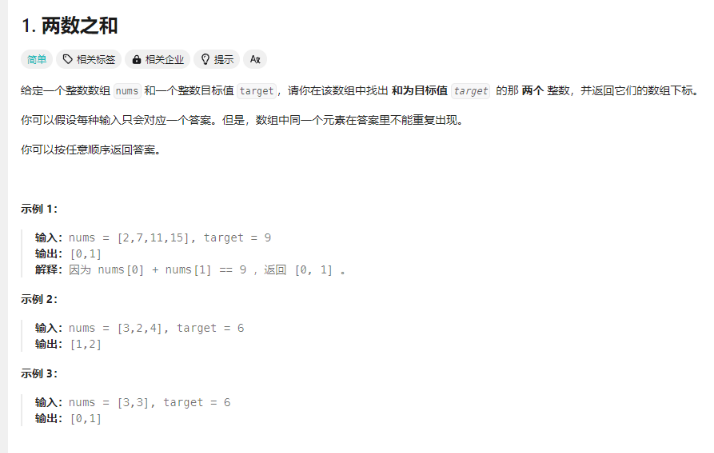 1. 两数之和
简单 相关标签 相关企业 提示 Aあ
给定一个整数数组 nums 和一个整数目标值 target，请你在该数组中找出 和为目标值 target 的那 两个 整数，并返回它们的数组下标。
你可以假设每种输入只会对应一个答案。但是，数组中同一个元素在答案里不能重复出现。
你可以按任意顺序返回答案。
示例 1：
输入：nums = [2,7,11,15], target = 9
输出：[0,1]
解释：因为 nums[0] + nums[1] == 9 ，返回 [0, 1] 。
示例 2：
输入：nums = [3,2,4], target = 6
输出：[1,2]
示例 3：
输入：nums = [3,3], target = 6
输出：[0,1]